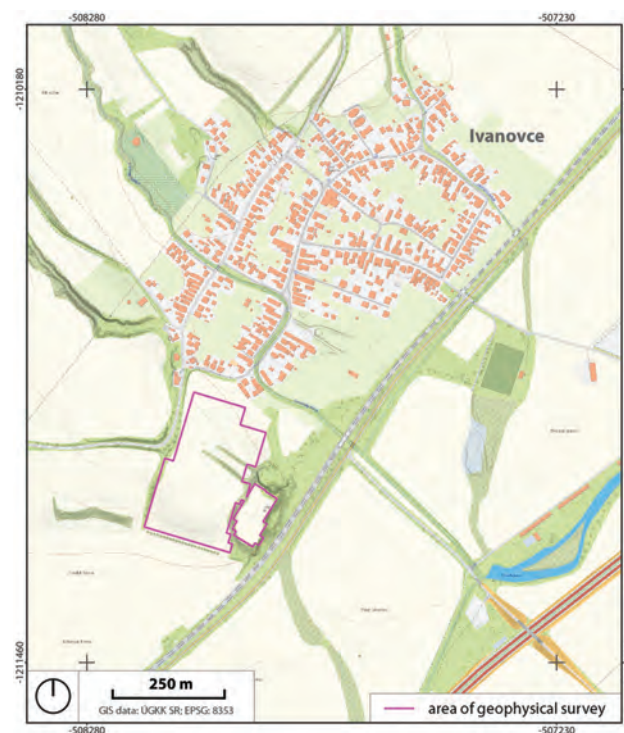 -508280 -507230
-1210180
Ivanovce
-1211460
250 m
GIS data: ÚGKK SR; EPSG: 8353
area of geophysical survey
-508280 -507230